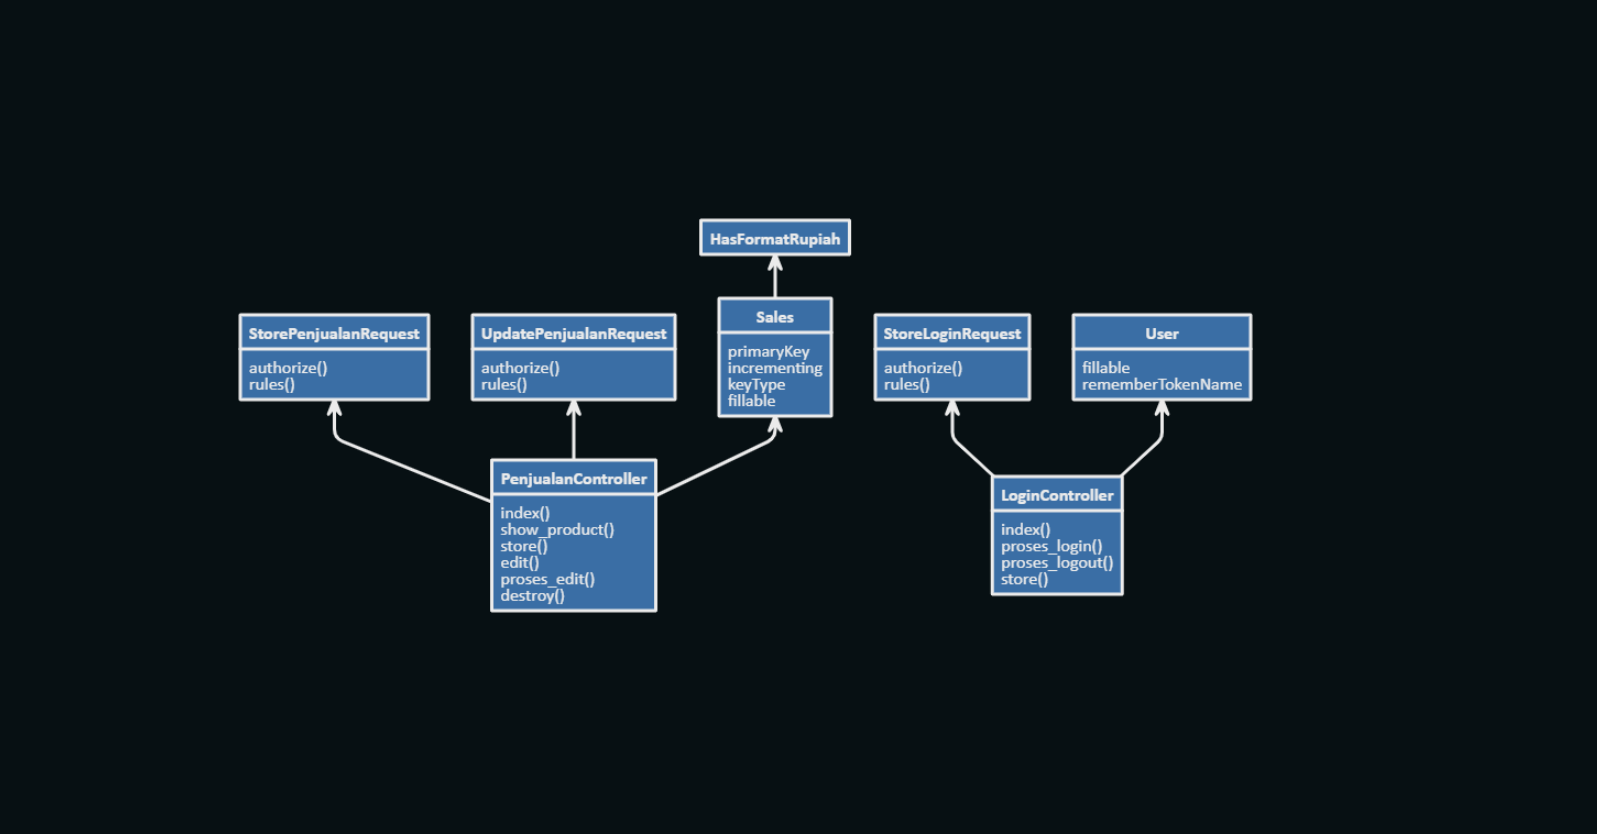 HasFormatRupiah
StorePenjualanRequest
authorize()
rules()
UpdatePenjualanRequest
authorize()
rules()
Sales
primaryKey
incrementing
keyType
fillable
StoreLoginRequest
authorize()
rules()
User
fillable
rememberTokenName
PenjualanController
index()
show_product()
store()
edit()
proses_edit()
destroy()
LoginController
index()
proses_login()
proses_logout()
store()